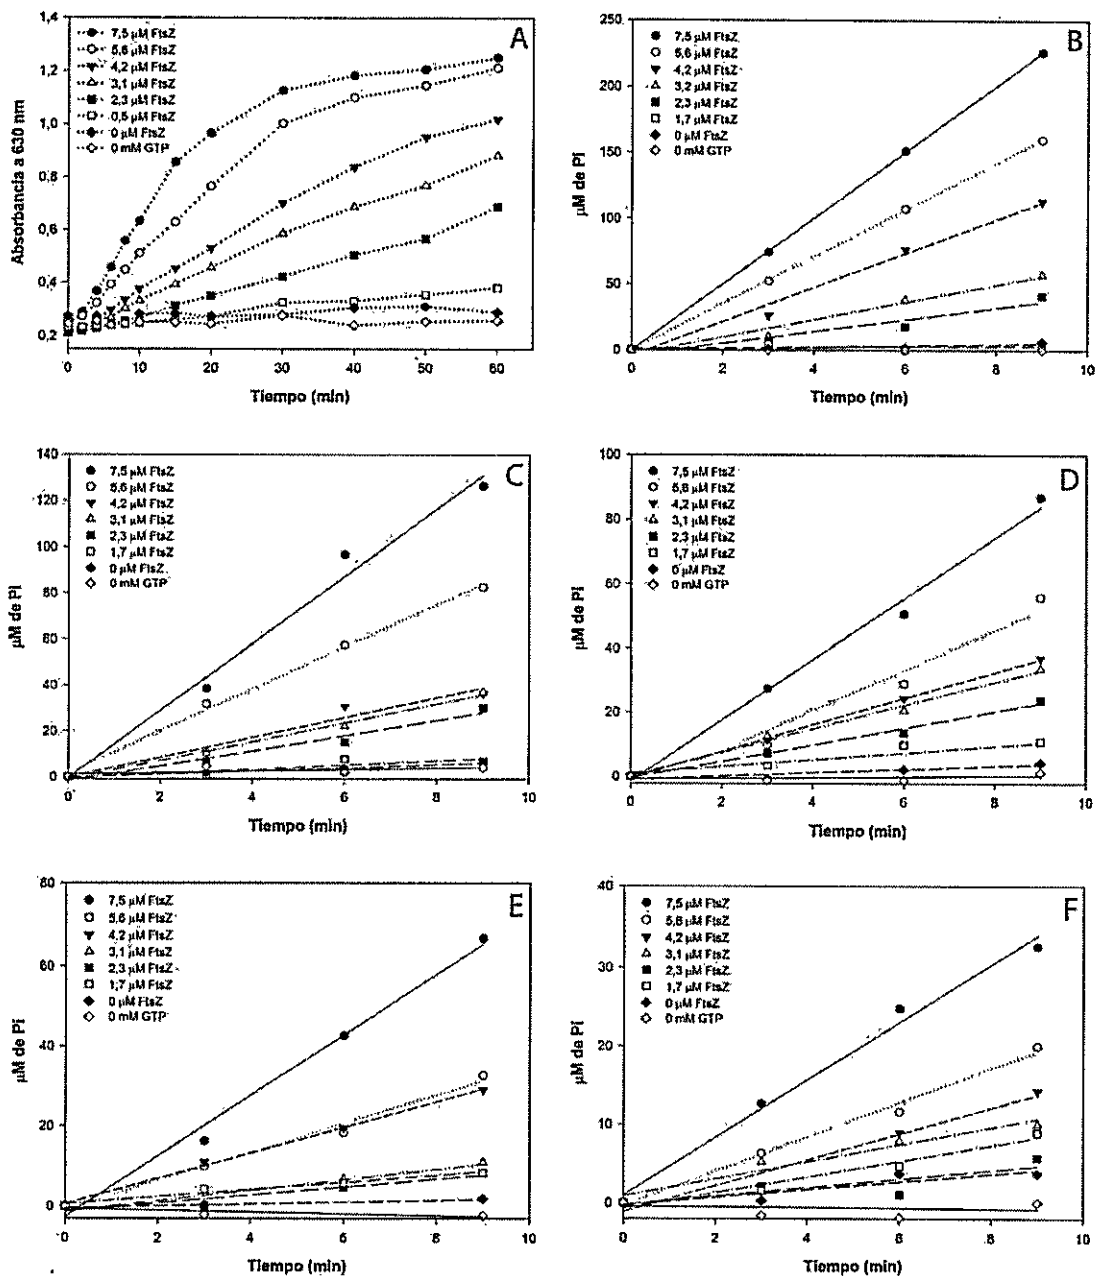 A
1,4
1,2
1,0
0,8
0,6
0,4
0,2
Absorbancia a 630 nm
7,5 µM FtsZ
5,6 µM FtsZ
4,2 µM FtsZ
3,1 µM FtsZ
2,3 µM FtsZ
0,5 µM FtsZ
0 µM FtsZ
0 mM GTP
0 10 20 30 40 50 60
Tiempo (min)
B
250
200
150
100
50
0
µM de Pi
7,5 µM FtsZ
5,6 µM FtsZ
4,2 µM FtsZ
3,2 µM FtsZ
2,3 µM FtsZ
1,7 µM FtsZ
0 µM FtsZ
0 mM GTP
0 2 4 6 8 10
Tiempo (min)
C
140
120
100
80
60
40
20
0
µM de Pi
7,5 µM FtsZ
5,6 µM FtsZ
4,2 µM FtsZ
3,1 µM FtsZ
2,3 µM FtsZ
1,7 µM FtsZ
0 µM FtsZ
0 mM GTP
0 2 4 6 8 10
Tiempo (min)
D
100
80
60
40
20
0
µM de Pi
7,5 µM FtsZ
5,6 µM FtsZ
4,2 µM FtsZ
3,1 µM FtsZ
2,3 µM FtsZ
1,7 µM FtsZ
0 µM FtsZ
0 mM GTP
0 2 4 6 8 10
Tiempo (min)
E
80
60
40
20
0
µM de Pi
7,5 µM FtsZ
5,6 µM FtsZ
4,2 µM FtsZ
3,1 µM FtsZ
2,3 µM FtsZ
1,7 µM FtsZ
0 µM FtsZ
0 mM GTP
0 2 4 6 8 10
Tiempo (min)
F
40
30
20
10
0
µM de Pi
7,5 µM FtsZ
5,6 µM FtsZ
4,2 µM FtsZ
3,1 µM FtsZ
2,3 µM FtsZ
1,7 µM FtsZ
0 µM FtsZ
0 mM GTP
0 2 4 6 8 10
Tiempo (min)